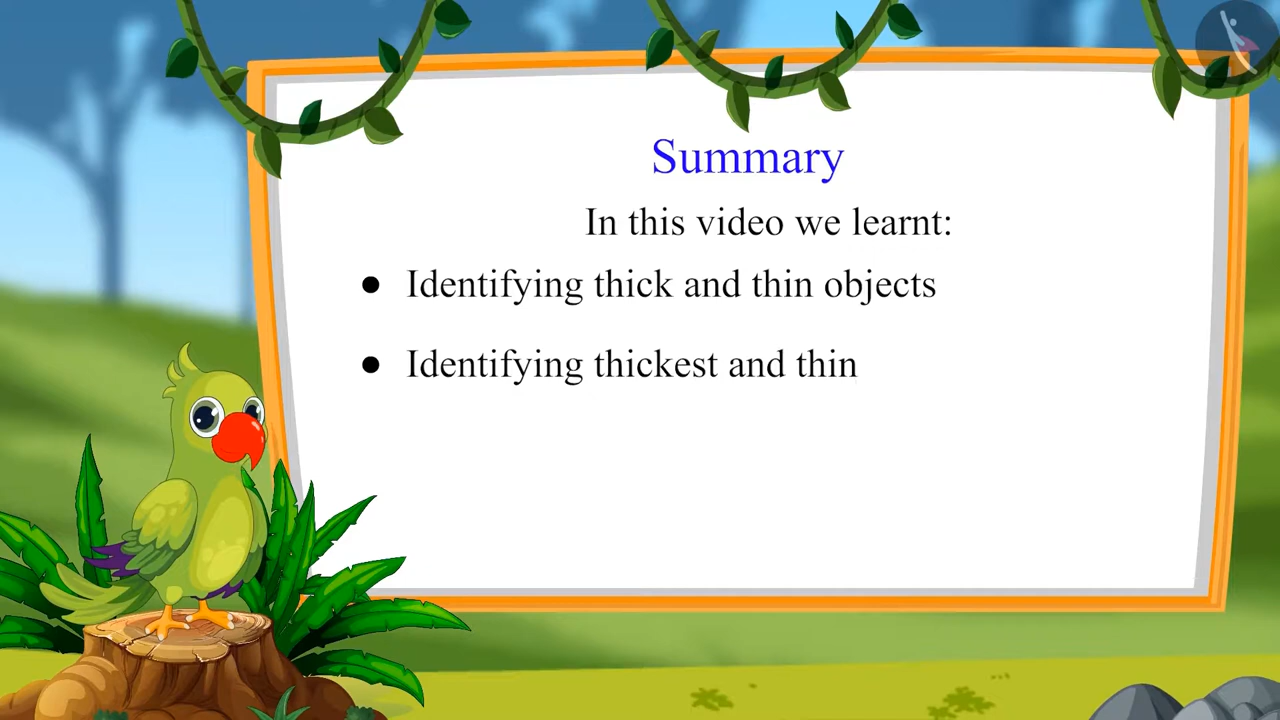 Summary
In this video we learnt:
● Identifying thick and thin objects
● Identifying thickest and thin